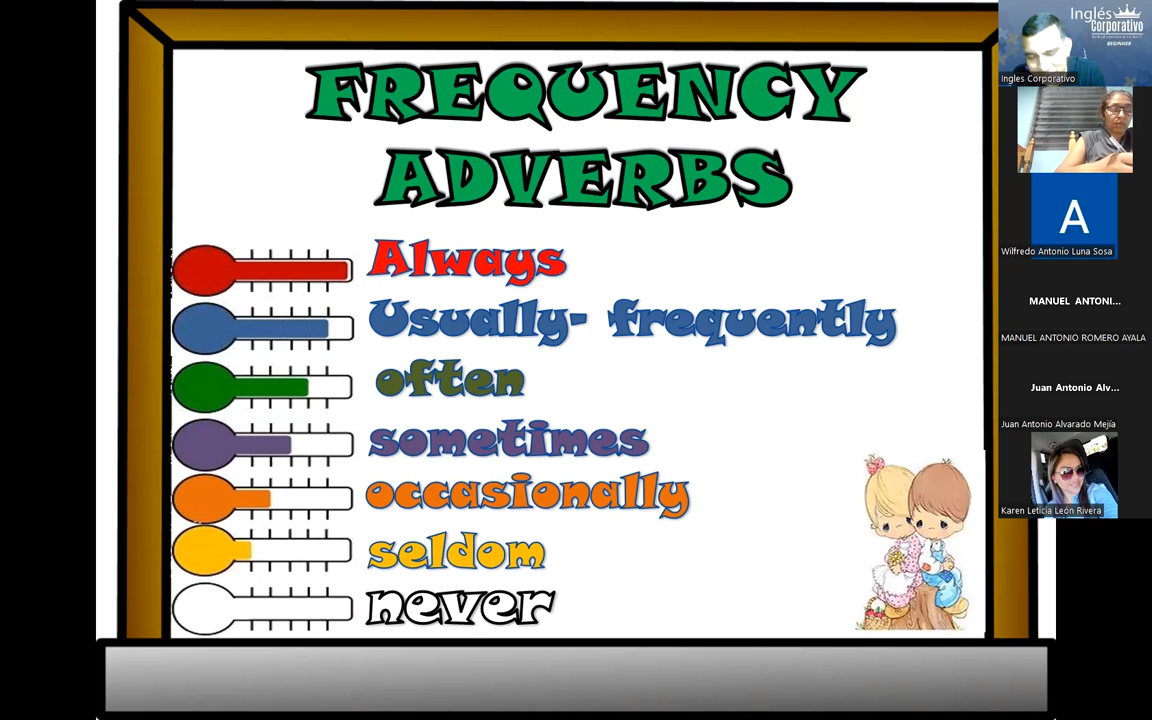 FREQUENCY
ADVERBS
Always
Usually- frequently
often
sometimes
occasionally
seldom
never
Inglés
Corporativo
BEGINNER
Ingles Corporativo
A
Wilfredo Antonio Luna Sosa
MANUEL ANTONI...
MANUEL ANTONIO ROMERO AYALA
Juan Antonio Alv...
Juan Antonio Alvarado Mejía
Karen Leticia León Rivera